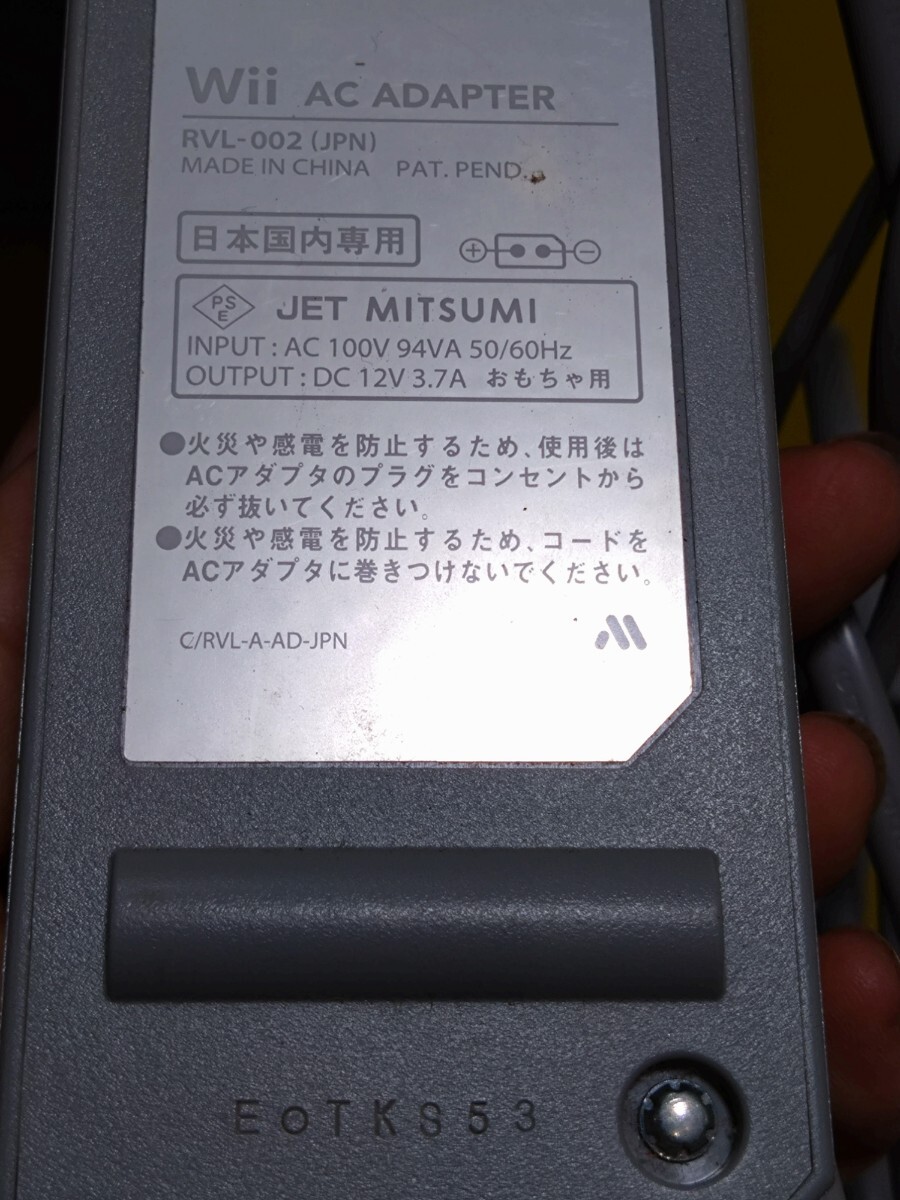 Wii AC ADAPTER
RVL-002 (JPN)
MADE IN CHINA PAT. PEND.
日本国内専用
PSE JET MITSUMI
INPUT : AC 100V 94VA 50/60Hz
OUTPUT : DC 12V 3.7A おもちゃ用
●火災や感電を防止するため、使用後は
ACアダプタのプラグをコンセントから
必ず抜いてください。
●火災や感電を防止するため、コードを
ACアダプタに巻きつけないでください。
C/RVL-A-AD-JPN
EoTKS53